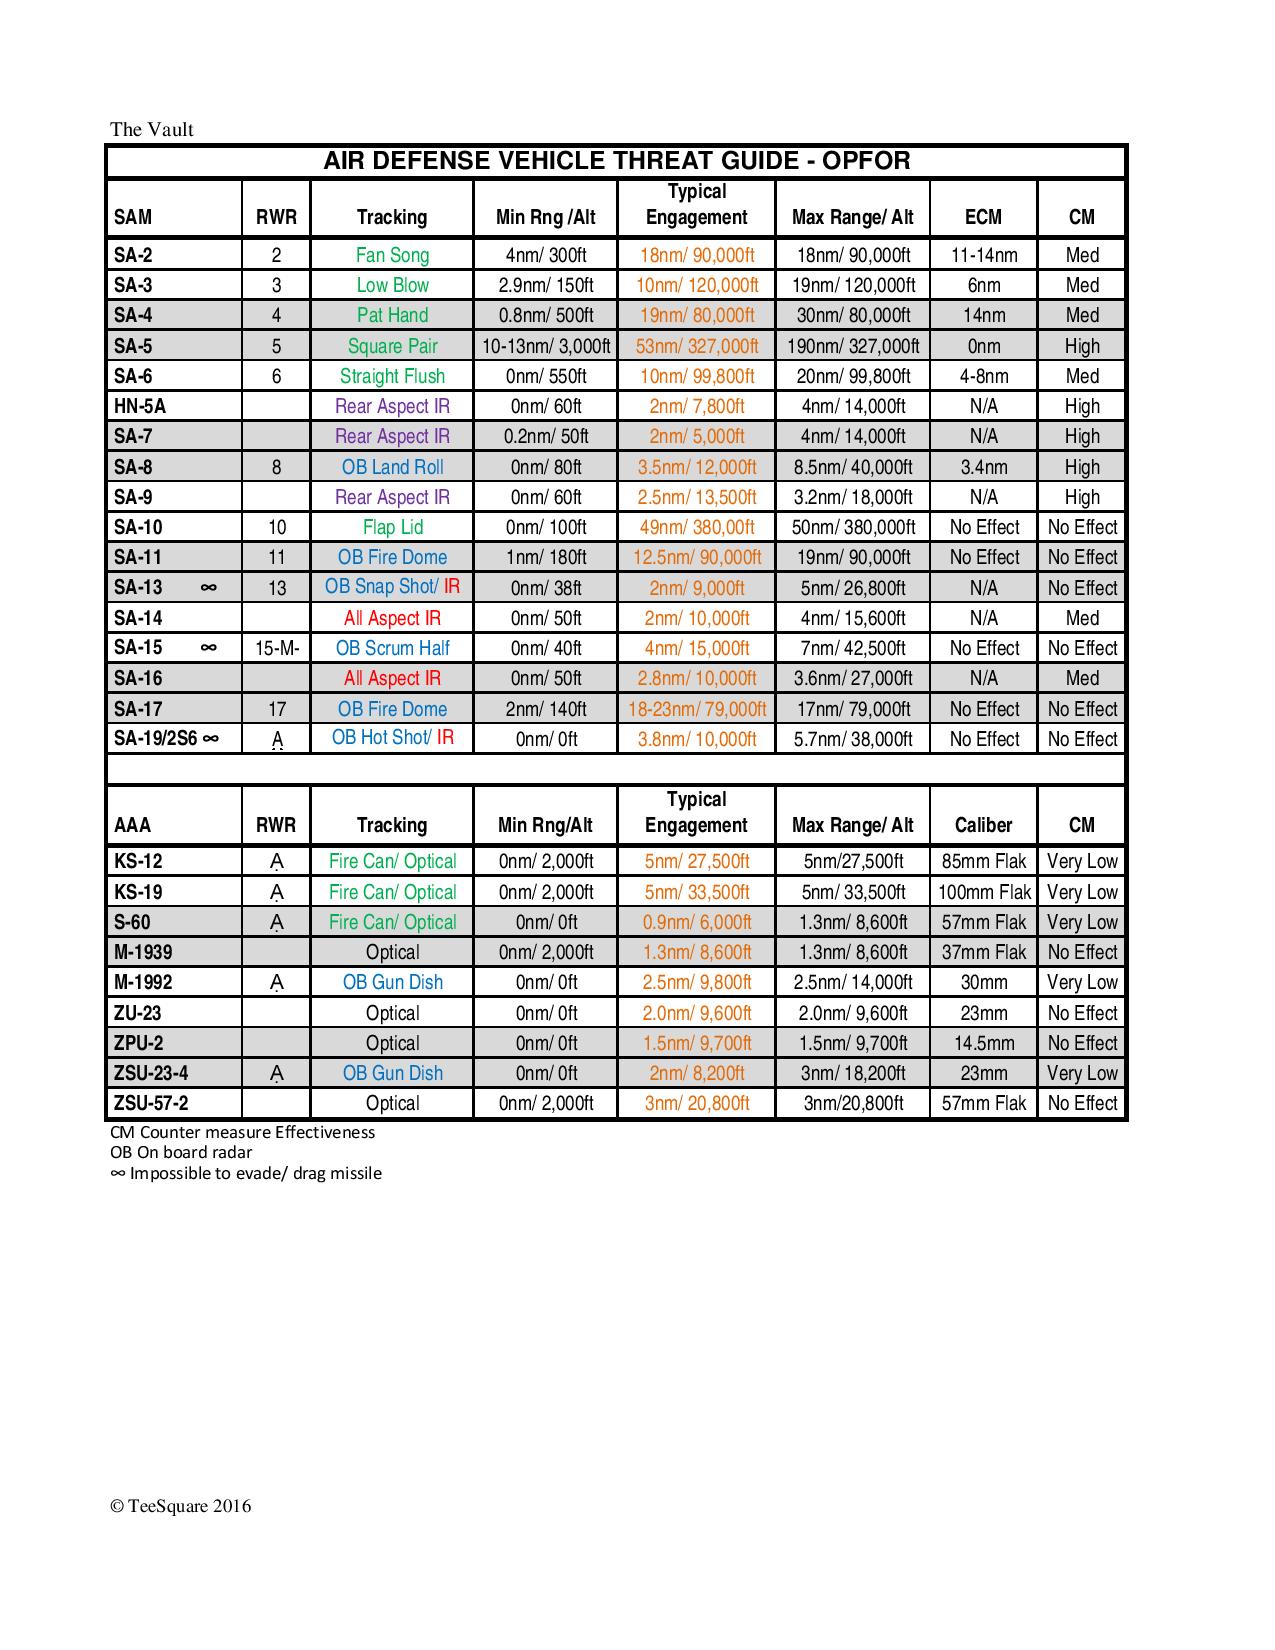 The Vault
AIR DEFENSE VEHICLE THREAT GUIDE - OPFOR
SAM RWR Tracking Min Rng /Alt Typical Engagement Max Range/ Alt ECM CM
SA-2 2 Fan Song 4nm/ 300ft 18nm/ 90,000ft 18nm/ 90,000ft 11-14nm Med
SA-3 3 Low Blow 2.9nm/ 150ft 10nm/ 120,000ft 19nm/ 120,000ft 6nm Med
SA-4 4 Pat Hand 0.8nm/ 500ft 19nm/ 80,000ft 30nm/ 80,000ft 14nm Med
SA-5 5 Square Pair 10-13nm/ 3,000ft 53nm/ 327,000ft 190nm/ 327,000ft 0nm High
SA-6 6 Straight Flush 0nm/ 550ft 10nm/ 99,800ft 20nm/ 99,800ft 4-8nm Med
HN-5A Rear Aspect IR 0nm/ 60ft 2nm/ 7,800ft 4nm/ 14,000ft N/A High
SA-7 Rear Aspect IR 0.2nm/ 50ft 2nm/ 5,000ft 4nm/ 14,000ft N/A High
SA-8 8 OB Land Roll 0nm/ 80ft 3.5nm/ 12,000ft 8.5nm/ 40,000ft 3.4nm High
SA-9 Rear Aspect IR 0nm/ 60ft 2.5nm/ 13,500ft 3.2nm/ 18,000ft N/A High
SA-10 10 Flap Lid 0nm/ 100ft 49nm/ 380,00ft 50nm/ 380,000ft No Effect No Effect
SA-11 11 OB Fire Dome 1nm/ 180ft 12.5nm/ 90,000ft 19nm/ 90,000ft No Effect No Effect
SA-13 ∞ 13 OB Snap Shot/ IR 0nm/ 38ft 2nm/ 9,000ft 5nm/ 26,800ft N/A No Effect
SA-14 All Aspect IR 0nm/ 50ft 2nm/ 10,000ft 4nm/ 15,600ft N/A Med
SA-15 ∞ 15-M- OB Scrum Half 0nm/ 40ft 4nm/ 15,000ft 7nm/ 42,500ft No Effect No Effect
SA-16 All Aspect IR 0nm/ 50ft 2.8nm/ 10,000ft 3.6nm/ 27,000ft N/A Med
SA-17 17 OB Fire Dome 2nm/ 140ft 18-23nm/ 79,000ft 17nm/ 79,000ft No Effect No Effect
SA-19/2S6 ∞ A OB Hot Shot/ IR 0nm/ 0ft 3.8nm/ 10,000ft 5.7nm/ 38,000ft No Effect No Effect
AAA RWR Tracking Min Rng/Alt Typical Engagement Max Range/ Alt Caliber CM
KS-12 Ạ Fire Can/ Optical 0nm/ 2,000ft 5nm/ 27,500ft 5nm/27,500ft 85mm Flak Very Low
KS-19 Ạ Fire Can/ Optical 0nm/ 2,000ft 5nm/ 33,500ft 5nm/ 33,500ft 100mm Flak Very Low
S-60 Ạ Fire Can/ Optical 0nm/ 0ft 0.9nm/ 6,000ft 1.3nm/ 8,600ft 57mm Flak Very Low
M-1939 Optical 0nm/ 2,000ft 1.3nm/ 8,600ft 1.3nm/ 8,600ft 37mm Flak No Effect
M-1992 Ạ OB Gun Dish 0nm/ 0ft 2.5nm/ 9,800ft 2.5nm/ 14,000ft 30mm Very Low
ZU-23 Optical 0nm/ 0ft 2.0nm/ 9,600ft 2.0nm/ 9,600ft 23mm No Effect
ZPU-2 Optical 0nm/ 0ft 1.5nm/ 9,700ft 1.5nm/ 9,700ft 14.5mm No Effect
ZSU-23-4 Ạ OB Gun Dish 0nm/ 0ft 2nm/ 8,200ft 3nm/ 18,200ft 23mm Very Low
ZSU-57-2 Optical 0nm/ 2,000ft 3nm/ 20,800ft 3nm/20,800ft 57mm Flak No Effect
CM Counter measure Effectiveness
OB On board radar
∞ Impossible to evade/ drag missile
© TeeSquare 2016